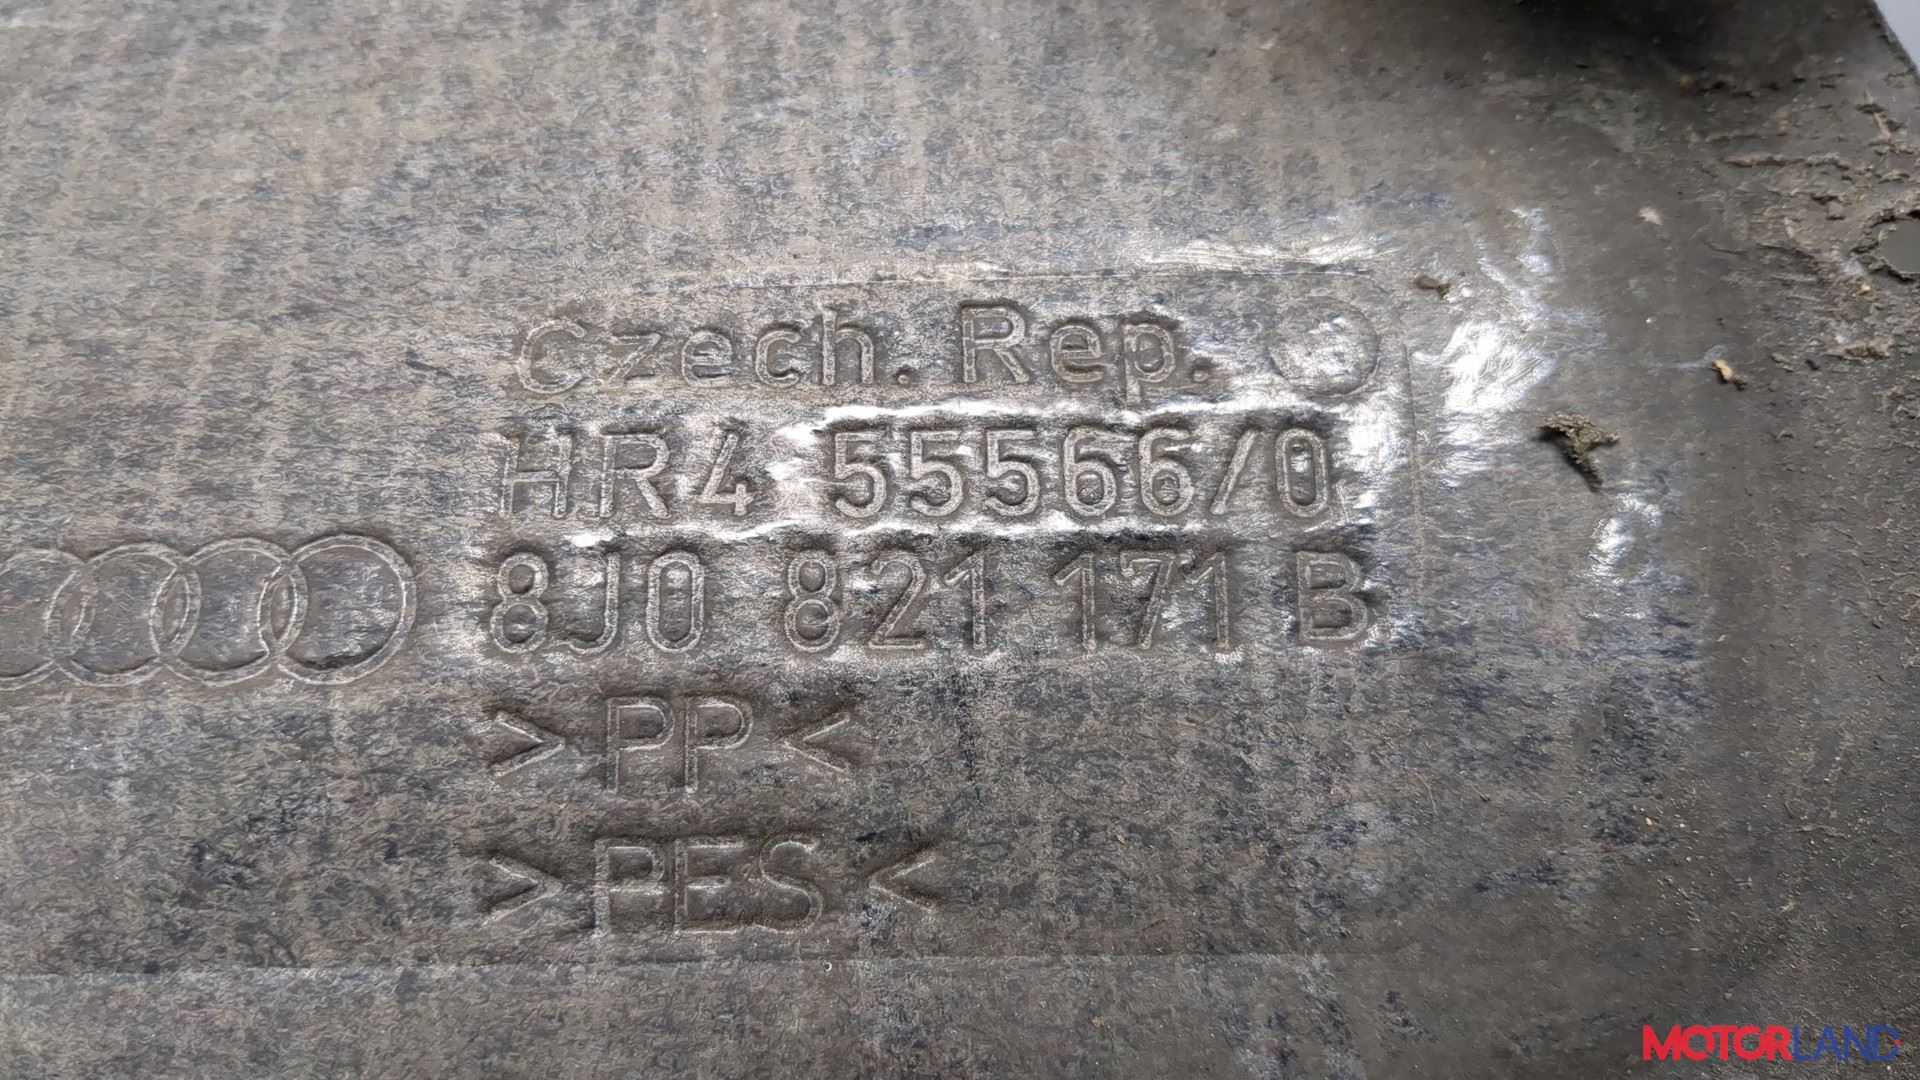 Czech. Rep.
HR4 55566/0
8J0 821 171 B
>PP<
>PES<
MOTORLAND